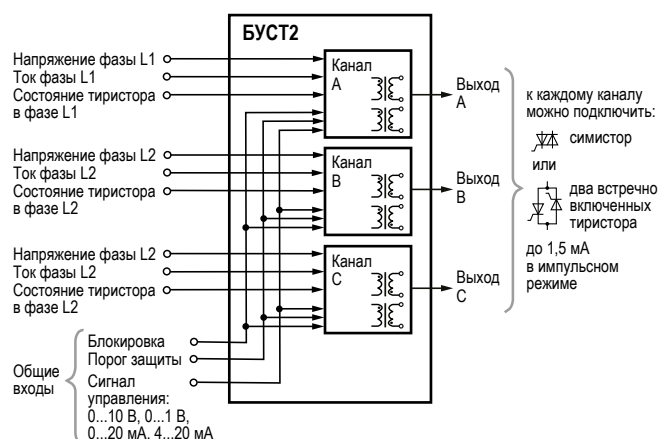 БУСТ2
Напряжение фазы L1
Ток фазы L1
Состояние тиристора
в фазе L1
Канал
A
Выход
A
Напряжение фазы L2
Ток фазы L2
Состояние тиристора
в фазе L2
Канал
B
Выход
B
Напряжение фазы L2
Ток фазы L2
Состояние тиристора
в фазе L2
Канал
C
Выход
C
Общие
входы
Блокировка
Порог защиты
Сигнал
управления:
0...10 В, 0...1 В,
0...20 мА, 4...20 мА
к каждому каналу
можно подключить:
симистор
или
два встречно
включенных
тиристора
до 1,5 мА
в импульсном
режиме